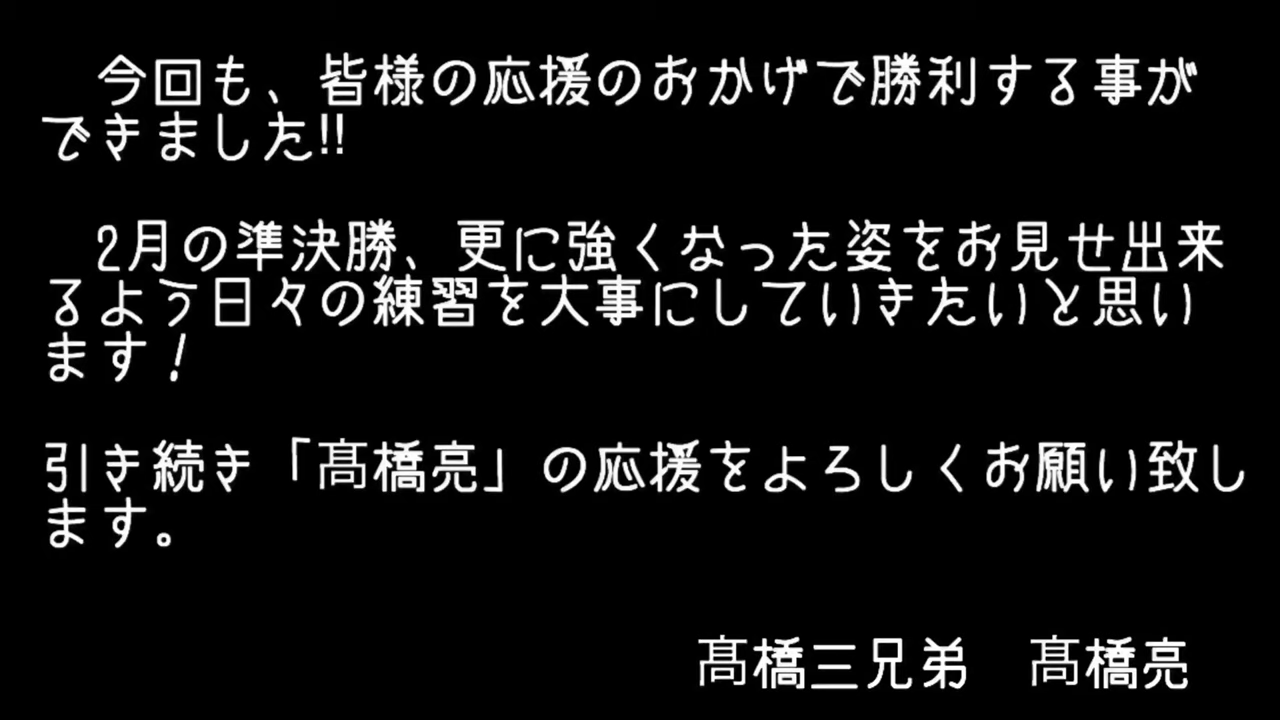 今回も、皆様の応援のおかげで勝利する事が
できました!!
　2月の準決勝、更に強くなった姿をお見せ出来
るよう日々の練習を大事にしていきたいと思い
ます！
引き続き「髙橋亮」の応援をよろしくお願い致し
ます。
髙橋三兄弟　髙橋亮